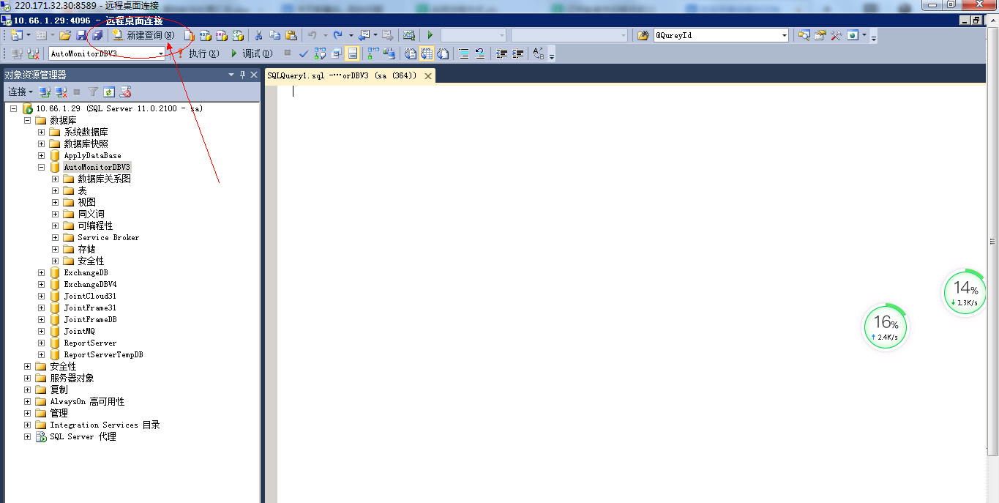 220.171.32.30:8589 - 远程桌面连接
10.66.1.29:4096 - 远程桌面连接
新建查询(N)
@QureyId
AutoMonitorDBV3
执行(X)
调试(D)
对象资源管理器
连接
SQLQuery1.sql -...orDBV3 (sa (364))
10.66.1.29 (SQL Server 11.0.2100 - sa)
数据库
系统数据库
数据库快照
ApplyDataBase
AutoMonitorDBV3
数据库关系图
表
视图
同义词
可编程性
Service Broker
存储
安全性
ExchangeDB
ExchangeDBV4
JointCloud31
JointFrame31
JointFrameDB
JointMQ
ReportServer
ReportServerTempDB
安全性
服务器对象
复制
AlwaysOn 高可用性
管理
Integration Services 目录
SQL Server 代理
14%
↓ 1.3K/s
16%
↑ 2.4K/s